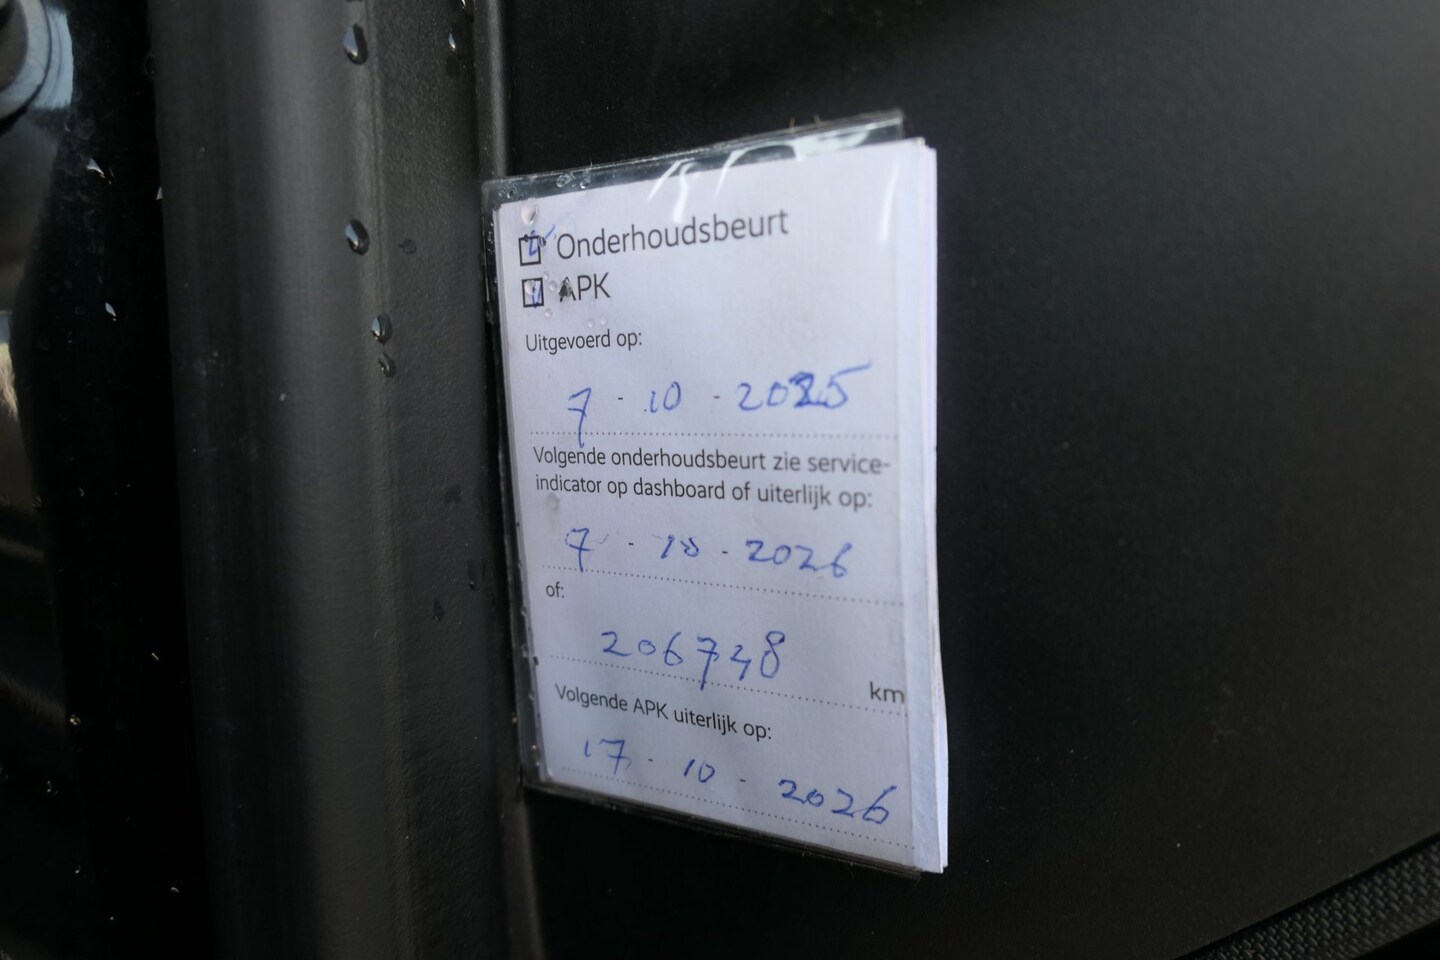 Onderhoudsbeurt
APK
Uitgevoerd op:
7 - 10 - 2025
Volgende onderhoudsbeurt zie service-
indicator op dashboard of uiterlijk op:
7 - 10 - 2026
of:
206748
km
Volgende APK uiterlijk op:
17 - 10 - 2026